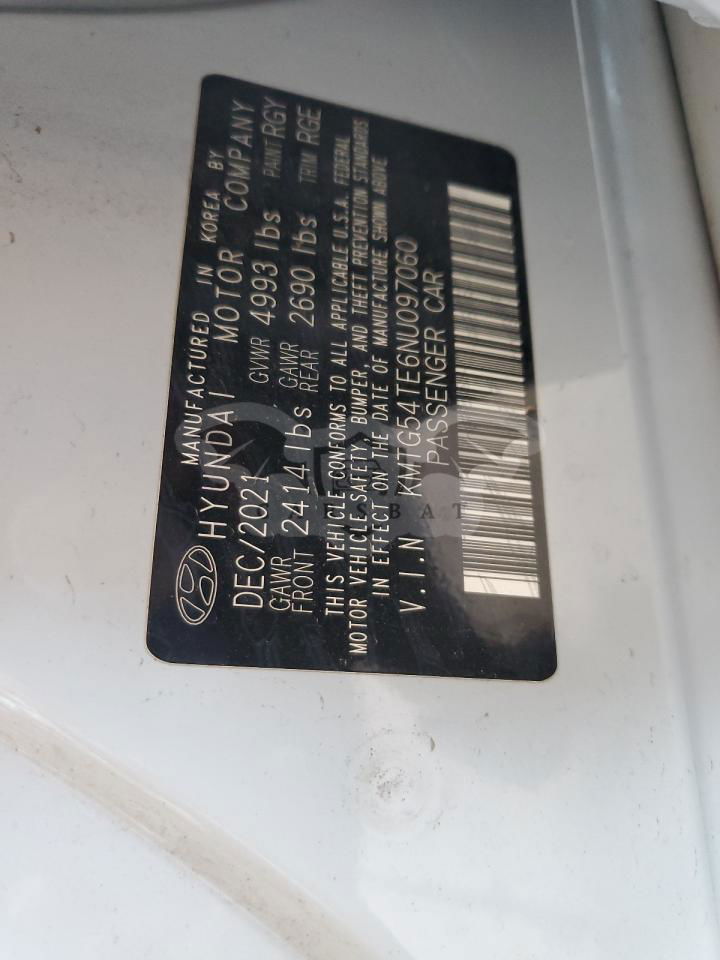 MANUFACTURED IN KOREA BY
HYUNDAI MOTOR COMPANY
DEC/2021 GVWR 4993 lbs PAINT RGY
GAWR FRONT 2414 lbs GAWR REAR 2690 lbs TRIM RGE
THIS VEHICLE CONFORMS TO ALL APPLICABLE U.S.A. FEDERAL
MOTOR VEHICLE SAFETY, BUMPER, AND THEFT PREVENTION STANDARDS
IN EFFECT ON THE DATE OF MANUFACTURE SHOWN ABOVE
V.I.N KMTG54TE6NU097060
PASSENGER CAR